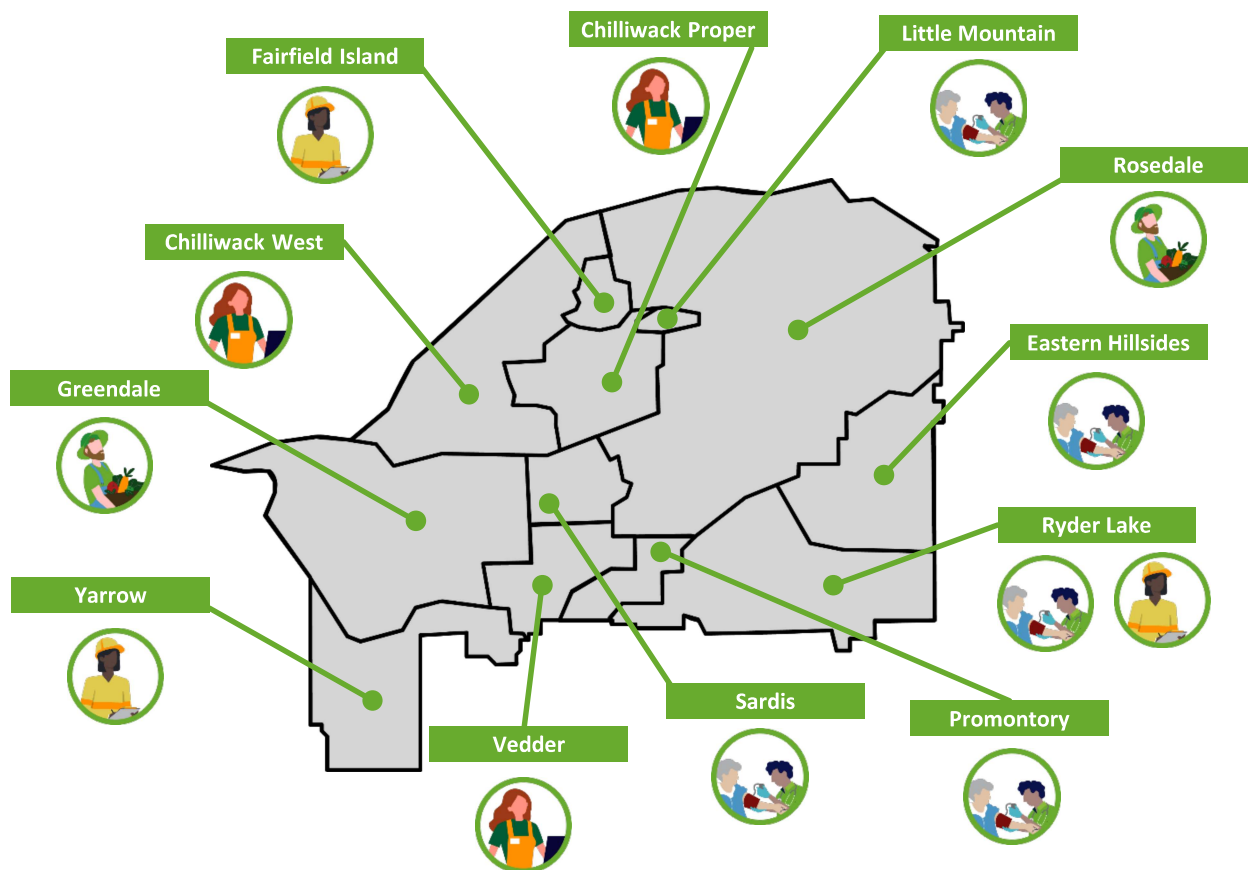 Chilliwack Proper
Little Mountain
Fairfield Island
Rosedale
Chilliwack West
Eastern Hillsides
Greendale
Ryder Lake
Yarrow
Sardis
Promontory
Vedder